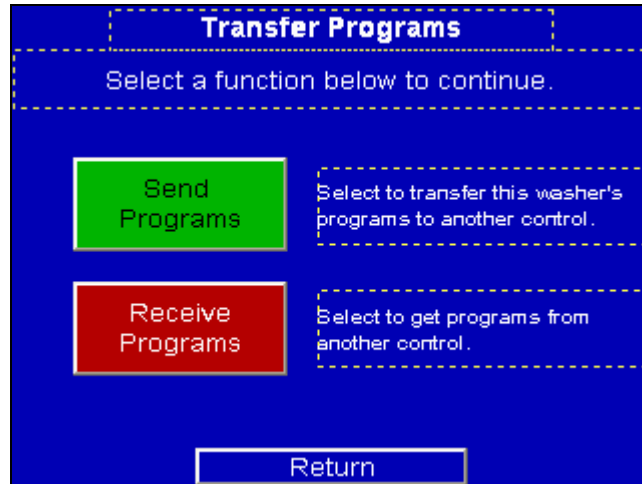 Transfer Programs
Select a function below to continue.
Send
Programs
Select to transfer this washer's
programs to another control.
Receive
Programs
Select to get programs from
another control.
Return